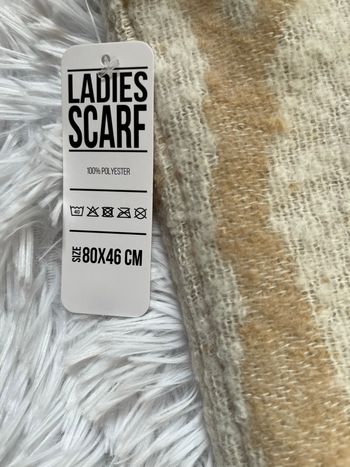 LADIES
SCARF
100% POLYESTER
40
SIZE 80X46 CM